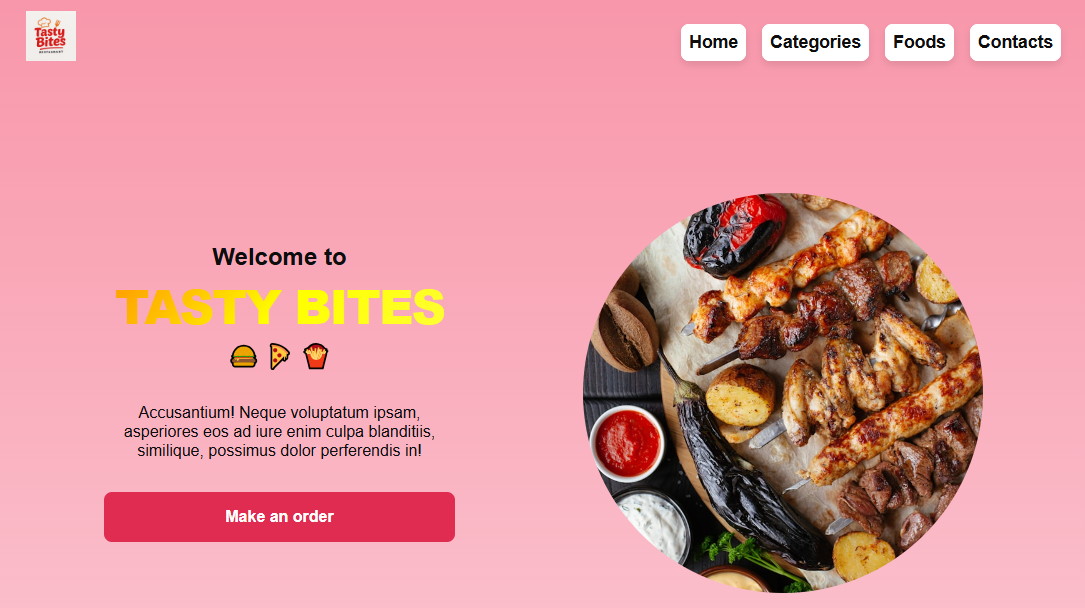 Tasty
Bites
RESTAURANT
Home
Categories
Foods
Contacts
Welcome to
TASTY BITES
Accusantium! Neque voluptatum ipsam,
asperiores eos ad iure enim culpa blanditiis,
similique, possimus dolor perferendis in!
Make an order